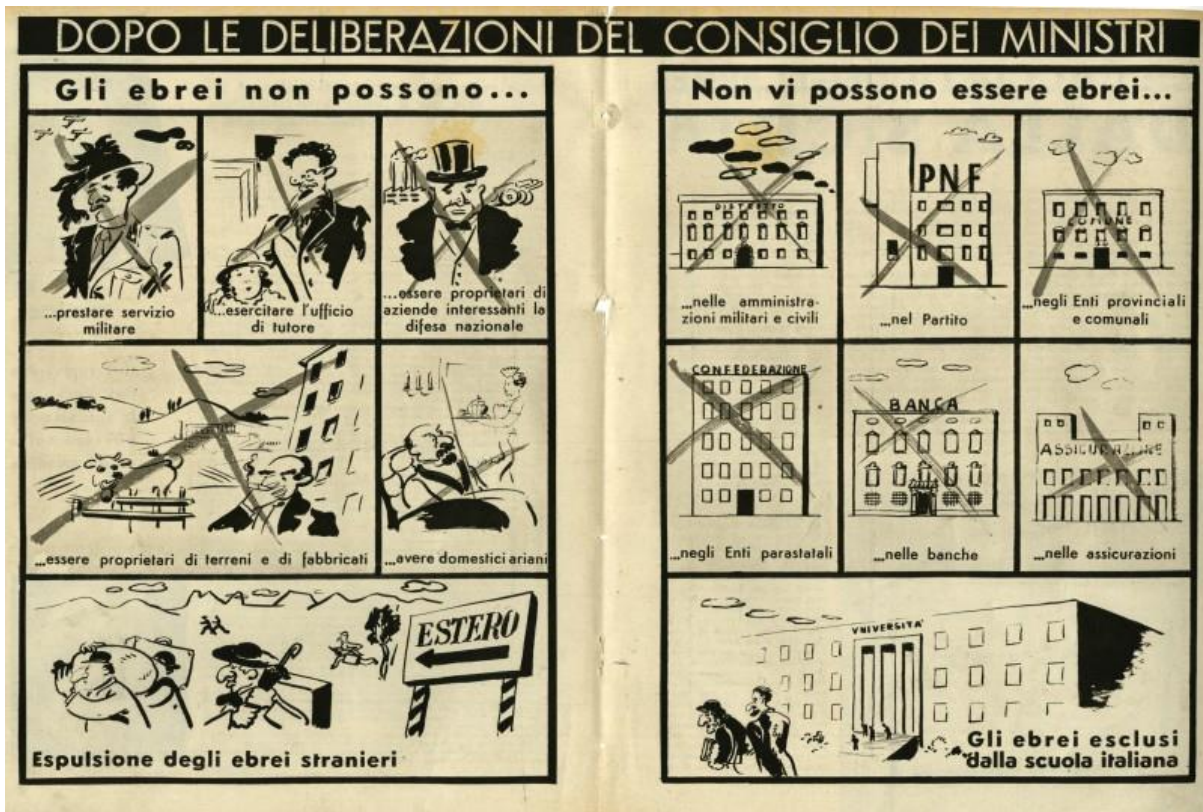 DOPO LE DELIBERAZIONI DEL CONSIGLIO DEI MINISTRI
Gli ebrei non possono...
...prestare servizio
militare
...esercitare l'ufficio
di tutore
...essere proprietari di
aziende interessanti la
difesa nazionale
...essere proprietari di terreni e di fabbricati
...avere domestici ariani
ESTERO
Espulsione degli ebrei stranieri
Non vi possono essere ebrei...
DISTRETTO
...nelle amministra-
zioni militari e civili
PNF
...nel Partito
COMUNE
...negli Enti provinciali
e comunali
CONFEDERAZIONE
...negli Enti parastatali
BANCA
...nelle banche
ASSICURAZIONE
...nelle assicurazioni
VNIVERSITA'
Gli ebrei esclusi
dalla scuola italiana